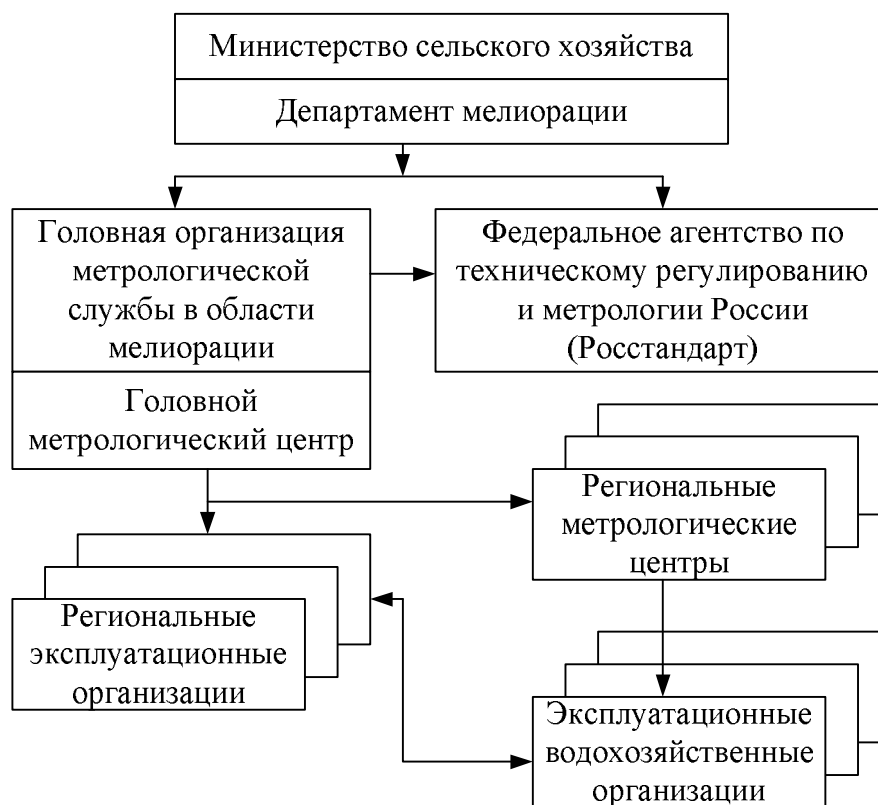 Министерство сельского хозяйства
Департамент мелиорации
Головная организация
метрологической
службы в области
мелиорации
Федеральное агентство по
техническому регулированию
и метрологии России
(Росстандарт)
Головной
метрологический центр
Региональные
метрологические
центры
Региональные
эксплуатационные
организации
Эксплуатационные
водохозяйственные
организации